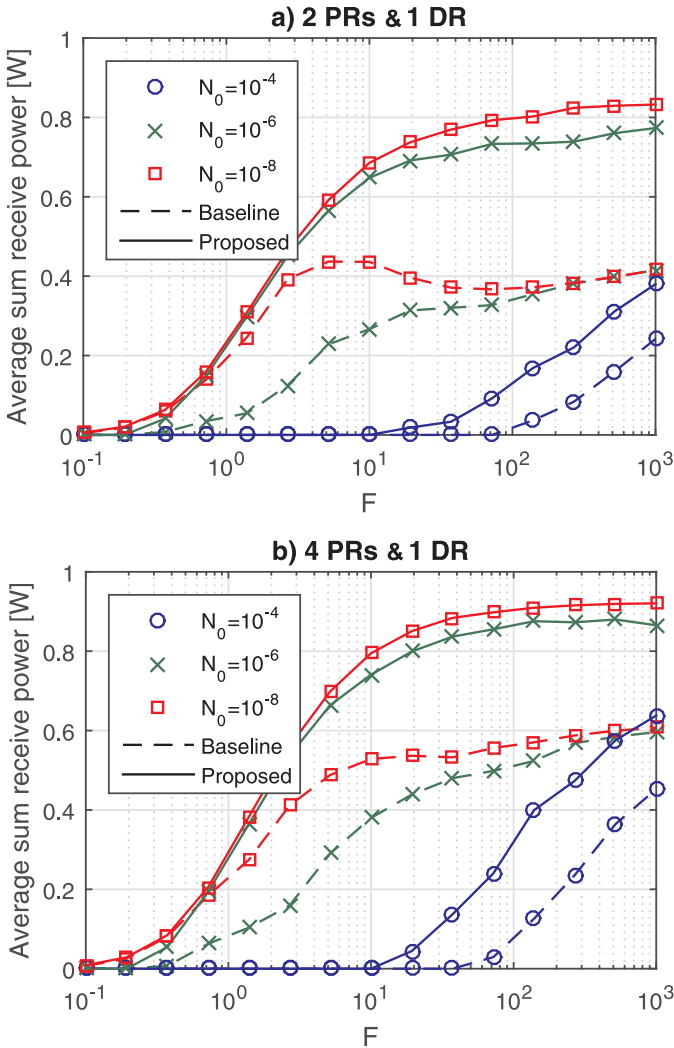 a) 2 PRs & 1 DR
Average sum receive power [W]
1
0.8
0.6
0.4
0.2
0
N₀=10⁻⁴
N₀=10⁻⁶
N₀=10⁻⁸
Baseline
Proposed
10⁻¹ 10⁰ 10¹ 10² 10³
F
b) 4 PRs & 1 DR
Average sum receive power [W]
1
0.8
0.6
0.4
0.2
0
N₀=10⁻⁴
N₀=10⁻⁶
N₀=10⁻⁸
Baseline
Proposed
10⁻¹ 10⁰ 10¹ 10² 10³
F